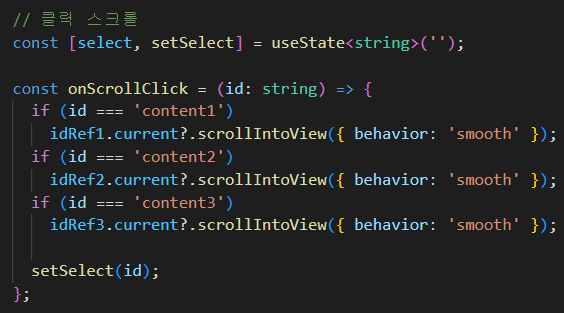 // 클릭 스크롤
const [select, setSelect] = useState<string>('');
const onScrollClick = (id: string) => {
if (id === 'content1')
idRef1.current?.scrollIntoView({ behavior: 'smooth' });
if (id === 'content2')
idRef2.current?.scrollIntoView({ behavior: 'smooth' });
if (id === 'content3')
idRef3.current?.scrollIntoView({ behavior: 'smooth' });
setSelect(id);
};